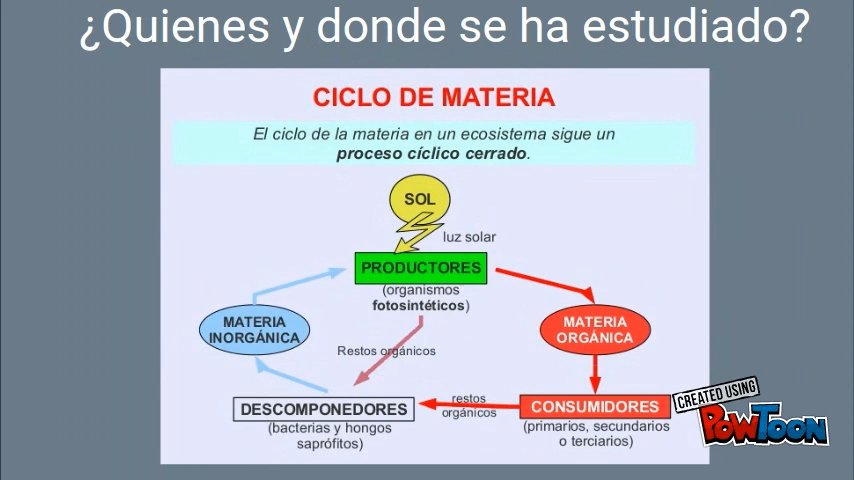 ¿Quienes y donde se ha estudiado?
CICLO DE MATERIA
El ciclo de la materia en un ecosistema sigue un
proceso cíclico cerrado.
SOL
luz solar
PRODUCTORES
(organismos
fotosintéticos)
MATERIA
INORGÁNICA
MATERIA
ORGÁNICA
Restos orgánicos
DESCOMPONEDORES
(bacterias y hongos
saprófitos)
restos
orgánicos
CONSUMIDORES
(primarios, secundarios
o terciarios)
CREATED USING
POWTOON